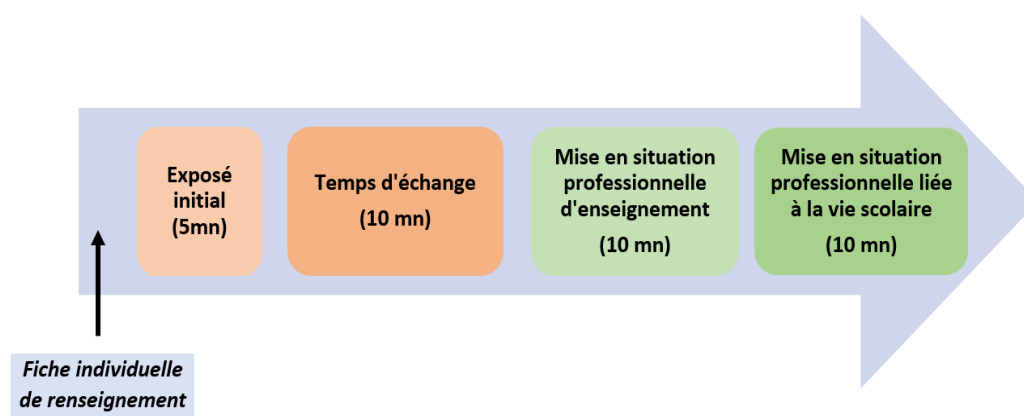 Exposé
initial
(5mn)
Temps d'échange
(10 mn)
Mise en situation
professionnelle
d'enseignement
(10 mn)
Mise en situation
professionnelle liée
à la vie scolaire
(10 mn)
Fiche individuelle
de renseignement